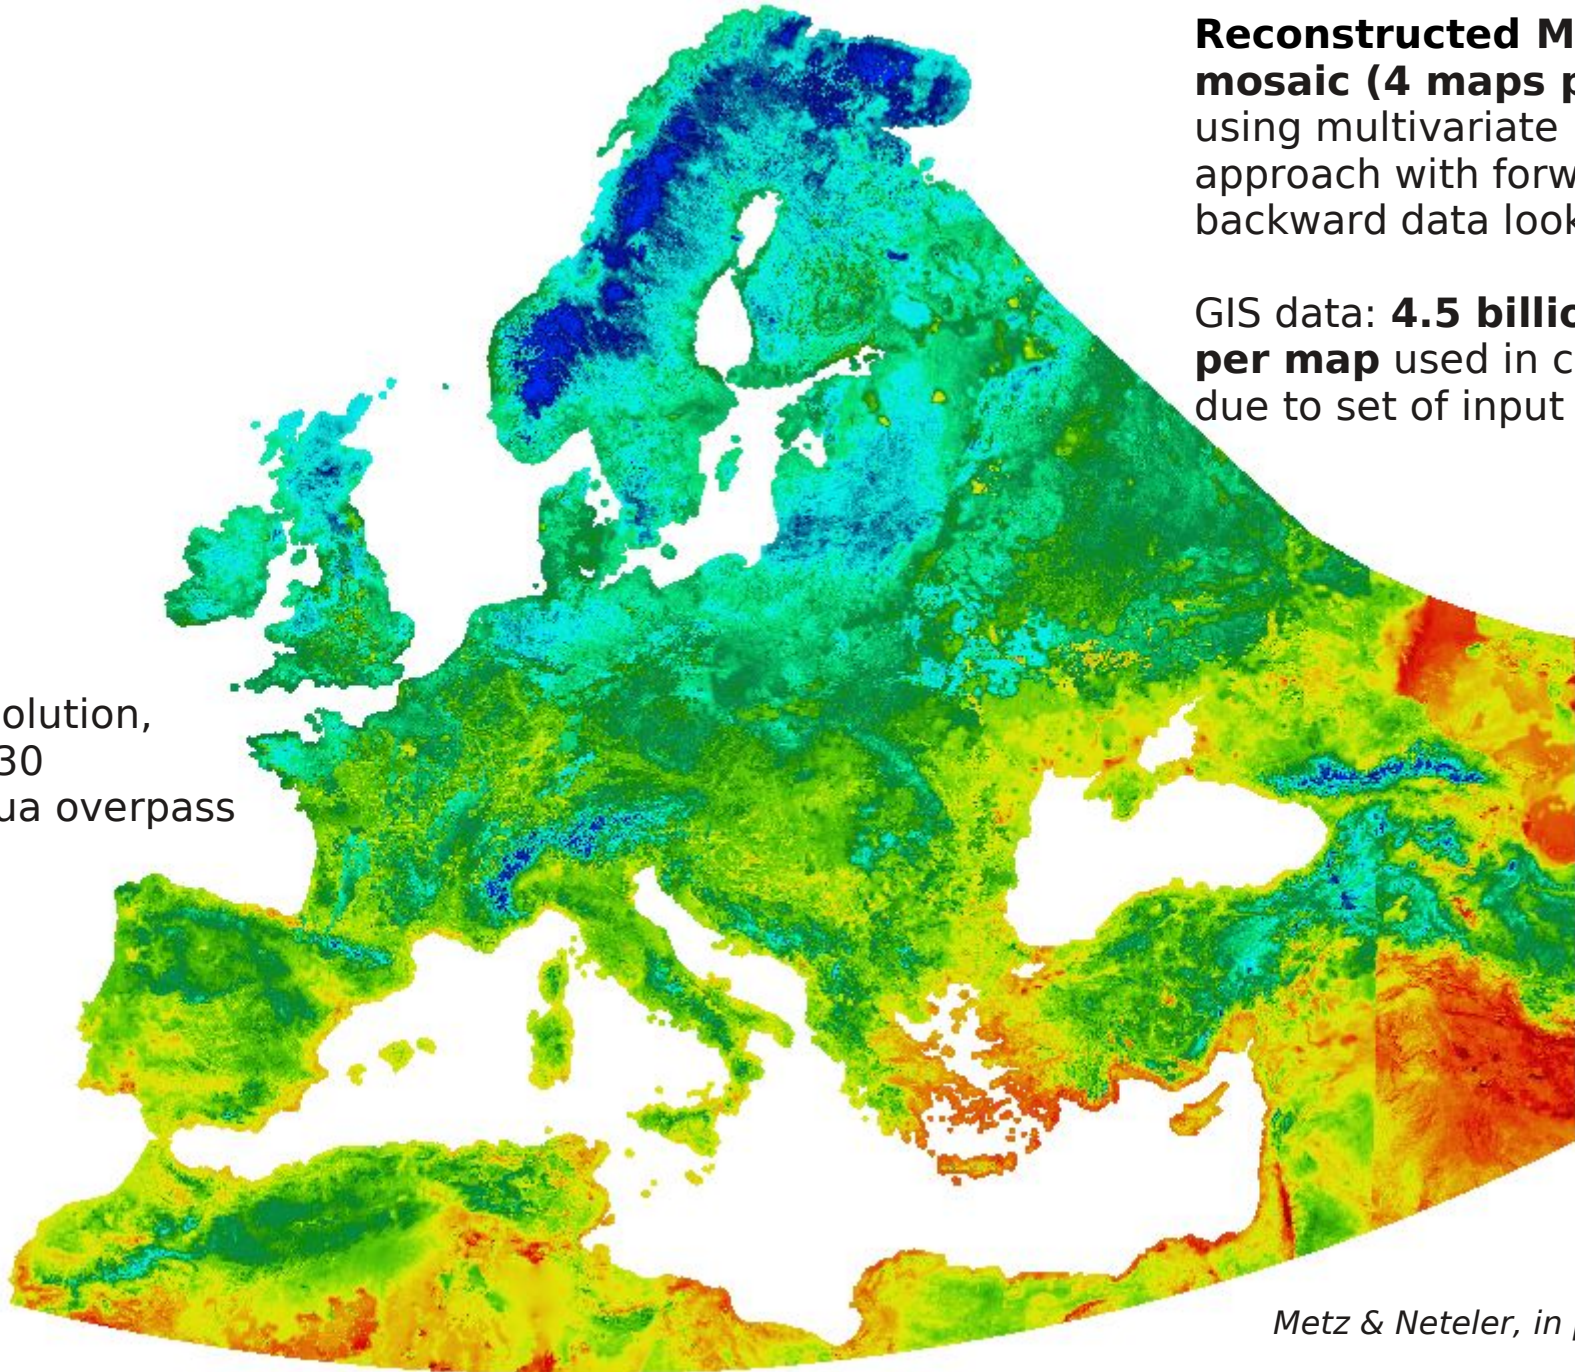 Reconstructed M
mosaic (4 maps p
using multivariate
approach with forw
backward data look
GIS data: 4.5 billio
per map used in c
due to set of input
olution,
30
ua overpass
Metz & Neteler, in p